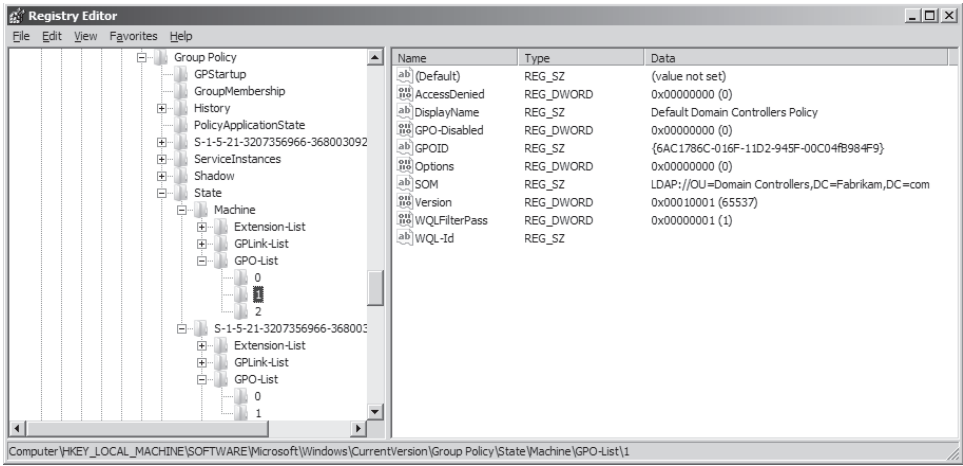 Registry Editor
File Edit View Favorites Help
Group Policy
GPStartup
GroupMembership
History
PolicyApplicationState
S-1-5-21-3207356966-368003092
ServiceInstances
Shadow
State
Machine
Extension-List
GPLink-List
GPO-List
0
1
2
S-1-5-21-3207356966-368003
Extension-List
GPLink-List
GPO-List
0
1
Name Type Data
(Default) REG_SZ (value not set)
AccessDenied REG_DWORD 0x00000000 (0)
DisplayName REG_SZ Default Domain Controllers Policy
GPO-Disabled REG_DWORD 0x00000000 (0)
GPOID REG_SZ {6AC1786C-016F-11D2-945F-00C04fB984F9}
Options REG_DWORD 0x00000000 (0)
SOM REG_SZ LDAP://OU=Domain Controllers,DC=Fabrikam,DC=com
Version REG_DWORD 0x00010001 (65537)
WQLFilterPass REG_DWORD 0x00000001 (1)
WQL-Id REG_SZ
Computer\HKEY_LOCAL_MACHINE\SOFTWARE\Microsoft\Windows\CurrentVersion\Group Policy\State\Machine\GPO-List\1